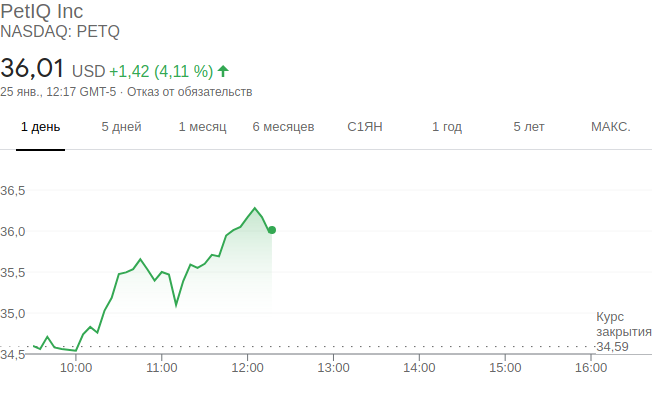 PetIQ Inc
NASDAQ: PETQ
36,01 USD +1,42 (4,11 %)
25 янв., 12:17 GMT-5 · Отказ от обязательств
1 день 5 дней 1 месяц 6 месяцев С1ЯН 1 год 5 лет МАКС.
36,5
36,0
35,5
35,0
Курс
закрытия
34,59
34,5
10:00 11:00 12:00 13:00 14:00 15:00 16:00